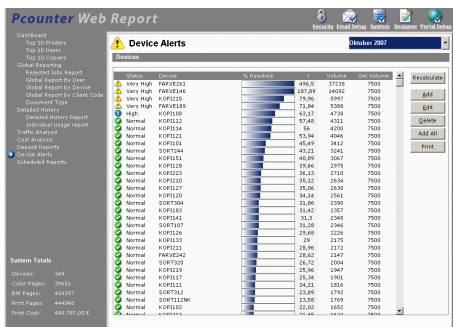 Pcounter Web Report
Security Email Setup System Designer Portal Setup
DashBoard
Top 10 Printers
Top 10 Users
Top 10 Copiers
Global Reporting
Rejected Jobs Report
Global Report by User
Global Report by Device
Global Report by Client Code
Document Type
Detailed History
Detailed History Report
Individual Usage report
Traffic Analysis
Cost Analysis
Deposit Reports
Device Alerts
Scheduled Reports
System Totals
Devices: 349
Color Pages: 39651
BW Pages: 404397
Print Pages: 444048
Print Cost: 445.787,00 €
Device Alerts
Oktober 2007
Devices
Status Device % Reached Volume Set Volume
Very High FARVE261 496,5 37238 7500
Very High FARVE146 187,89 14092 7500
Very High KOPI215 79,96 5997 7500
Very High FARVE189 71,84 5388 7500
High KOPI108 63,17 4738 7500
Normal KOPI112 57,48 4311 7500
Normal KOPI114 56 4200 7500
Normal KOPI121 53,94 4046 7500
Normal KOPI101 45,49 3412 7500
Normal SORT244 43,21 3241 7500
Normal KOPI151 40,89 3067 7500
Normal KOPI128 39,66 2975 7500
Normal KOPI223 36,13 2710 7500
Normal KOPI210 35,12 2634 7500
Normal KOPI127 35,06 2630 7500
Normal KOPI120 34,14 2561 7500
Normal SORT304 31,86 2390 7500
Normal KOPI183 31,42 2357 7500
Normal KOPI141 31,3 2348 7500
Normal SORT107 31,28 2346 7500
Normal KOPI126 29,68 2226 7500
Normal KOPI133 29 2175 7500
Normal KOPI211 28,96 2172 7500
Normal FARVE242 28,62 2147 7500
Normal SORT320 26,72 2004 7500
Normal KOPI219 25,96 1947 7500
Normal KOPI117 25,34 1901 7500
Normal KOPI111 24,21 1816 7500
Normal SORT312 23,89 1792 7500
Normal SORT112NK 23,58 1769 7500
Normal KOPI102 22,02 1652 7500
Recalculate
Add
Edit
Delete
Add All
Print